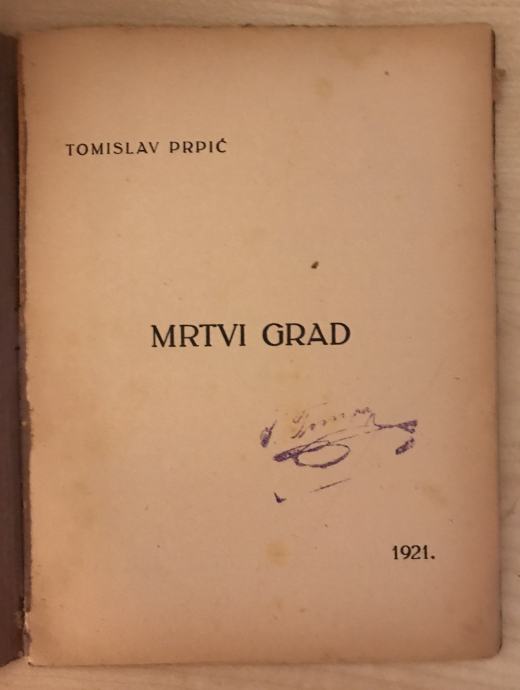 TOMISLAV PRPIĆ
MRTVI GRAD
1921.